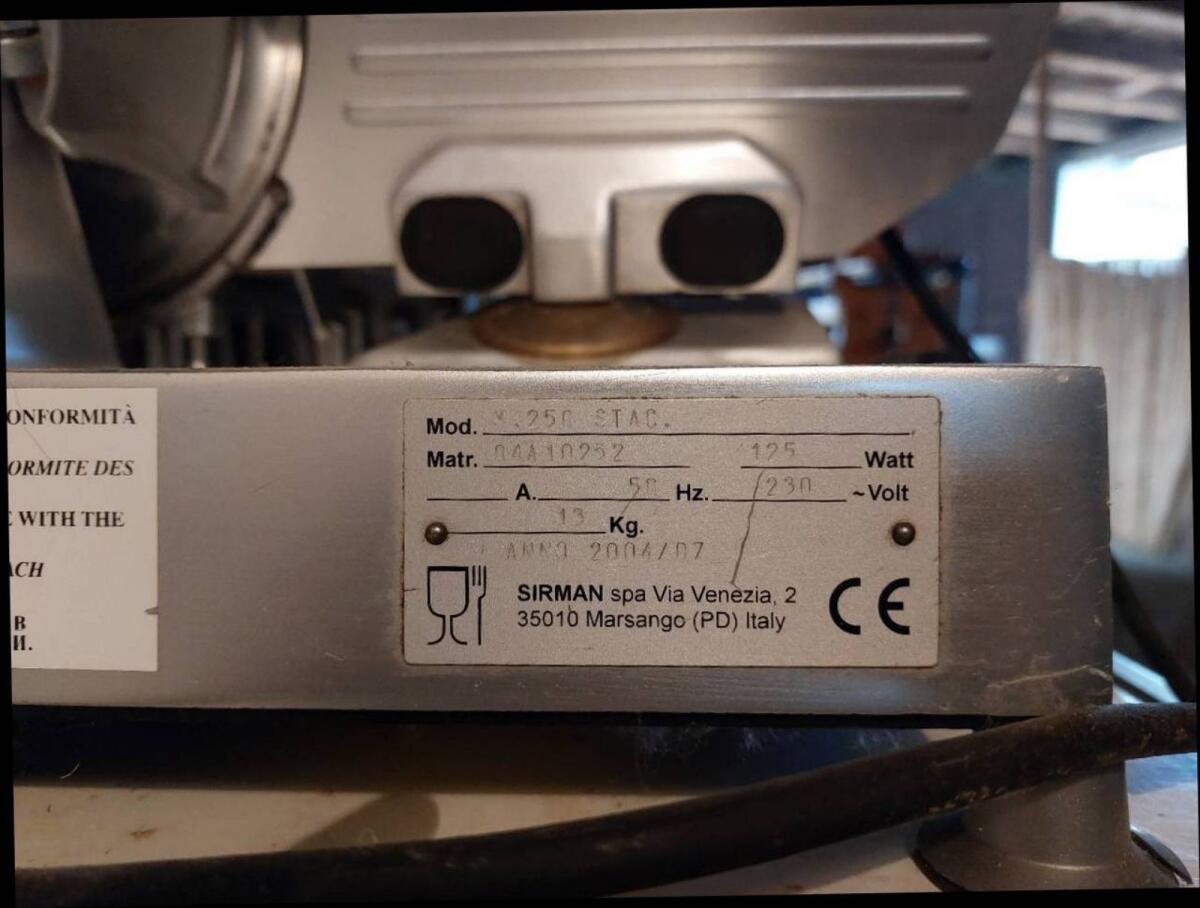 ONFORMITÀ
ORMITE DES
WITH THE
ACH
В
И.
Mod. 250 STAC.
Matr. 04A10252 125 Watt
A. 50 Hz. 230 ~Volt
13 Kg.
ANNO 2004/07
SIRMAN spa Via Venezia, 2
35010 Marsango (PD) Italy
CE